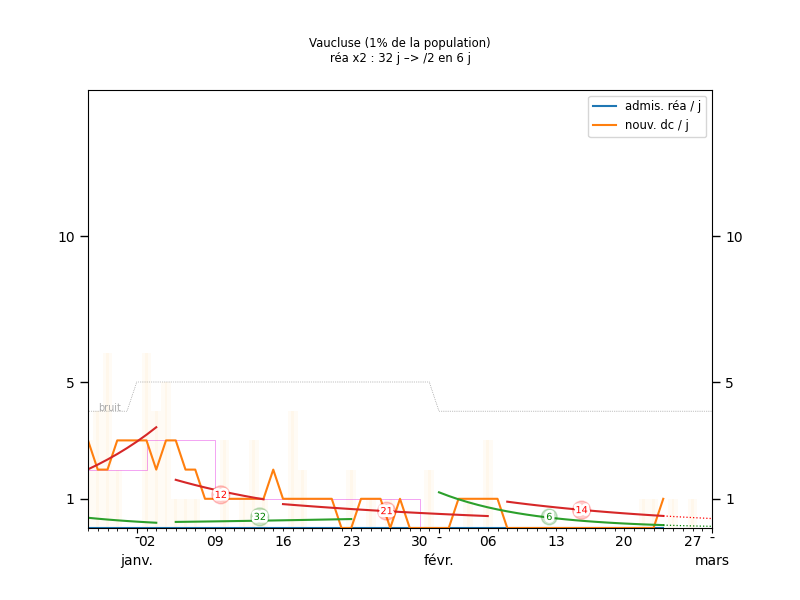 Vaucluse (1% de la population)
réa x2 : 32 j –> /2 en 6 j
admis. réa / j
nouv. dc / j
10
10
5
5
bruit
1
1
12
32
21
6
14
02
09
16
23
30
06
13
20
27
janv.
févr.
mars